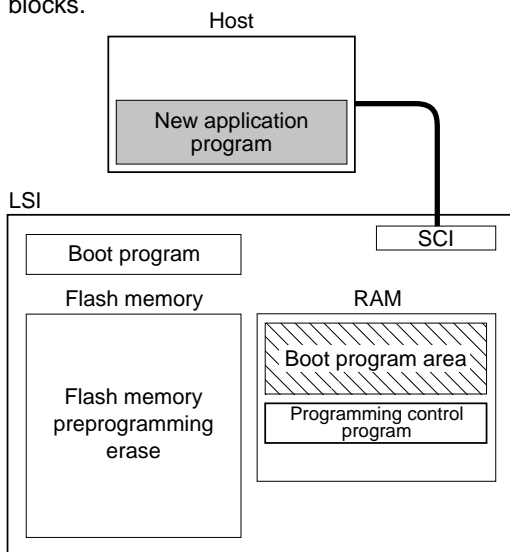 blocks.
Host
New application
program
LSI
SCI
Boot program
Flash memory
RAM
Boot program area
Flash memory
preprogramming
erase
Programming control
program